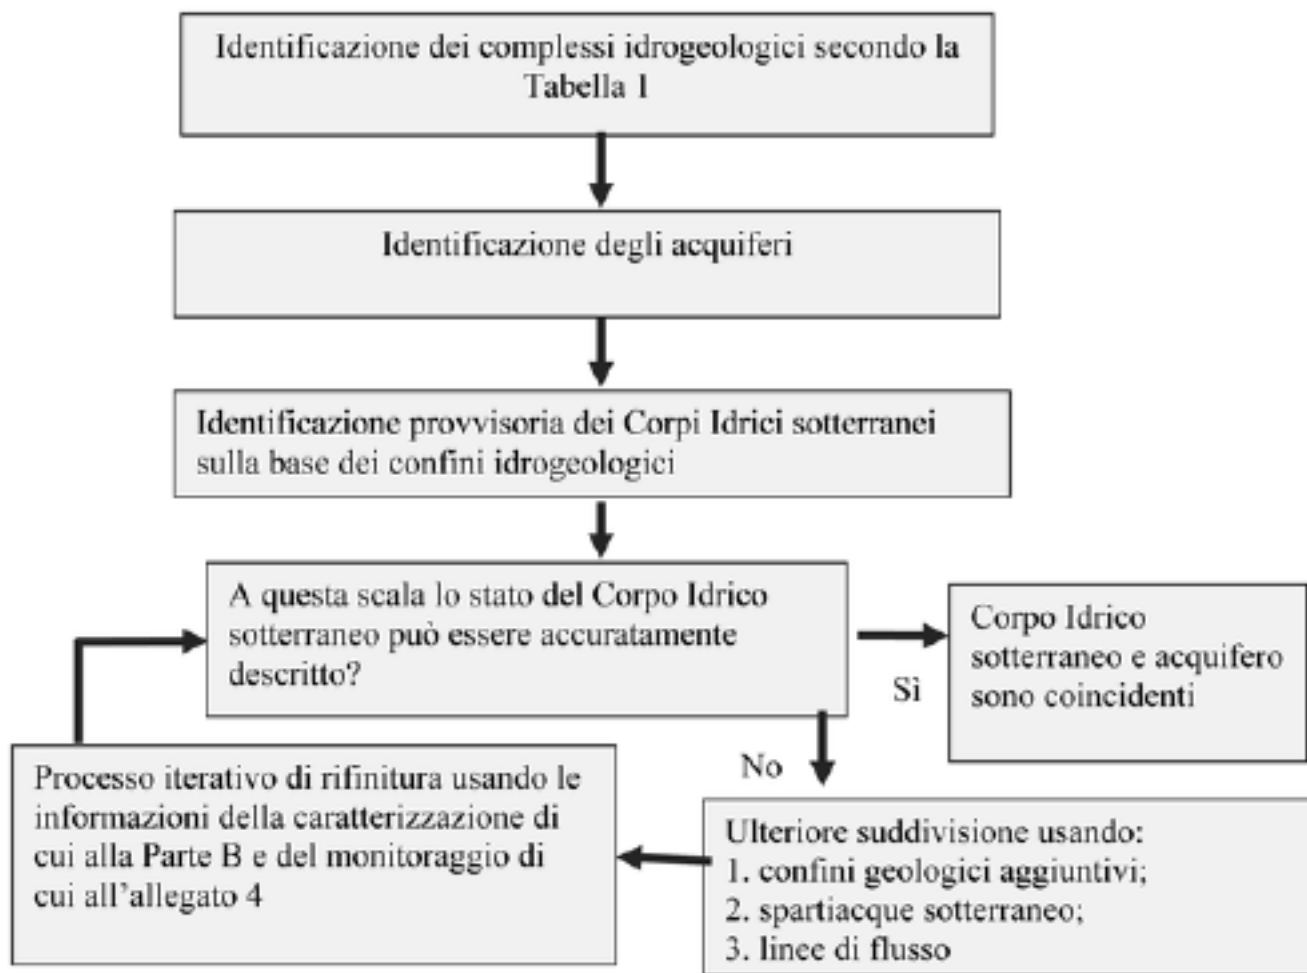 Identificazione dei complessi idrogeologici secondo la
Tabella 1
Identificazione degli acquiferi
Identificazione provvisoria dei Corpi Idrici sotterranei
sulla base dei confini idrogeologici
A questa scala lo stato del Corpo Idrico
sotterraneo può essere accuratamente
descritto?
Sì
Corpo Idrico
sotterraneo e acquifero
sono coincidenti
No
Ulteriore suddivisione usando:
1. confini geologici aggiuntivi;
2. spartiacque sotterraneo;
3. linee di flusso
Processo iterativo di rifinitura usando le
informazioni della caratterizzazione di
cui alla Parte B e del monitoraggio di
cui all'allegato 4